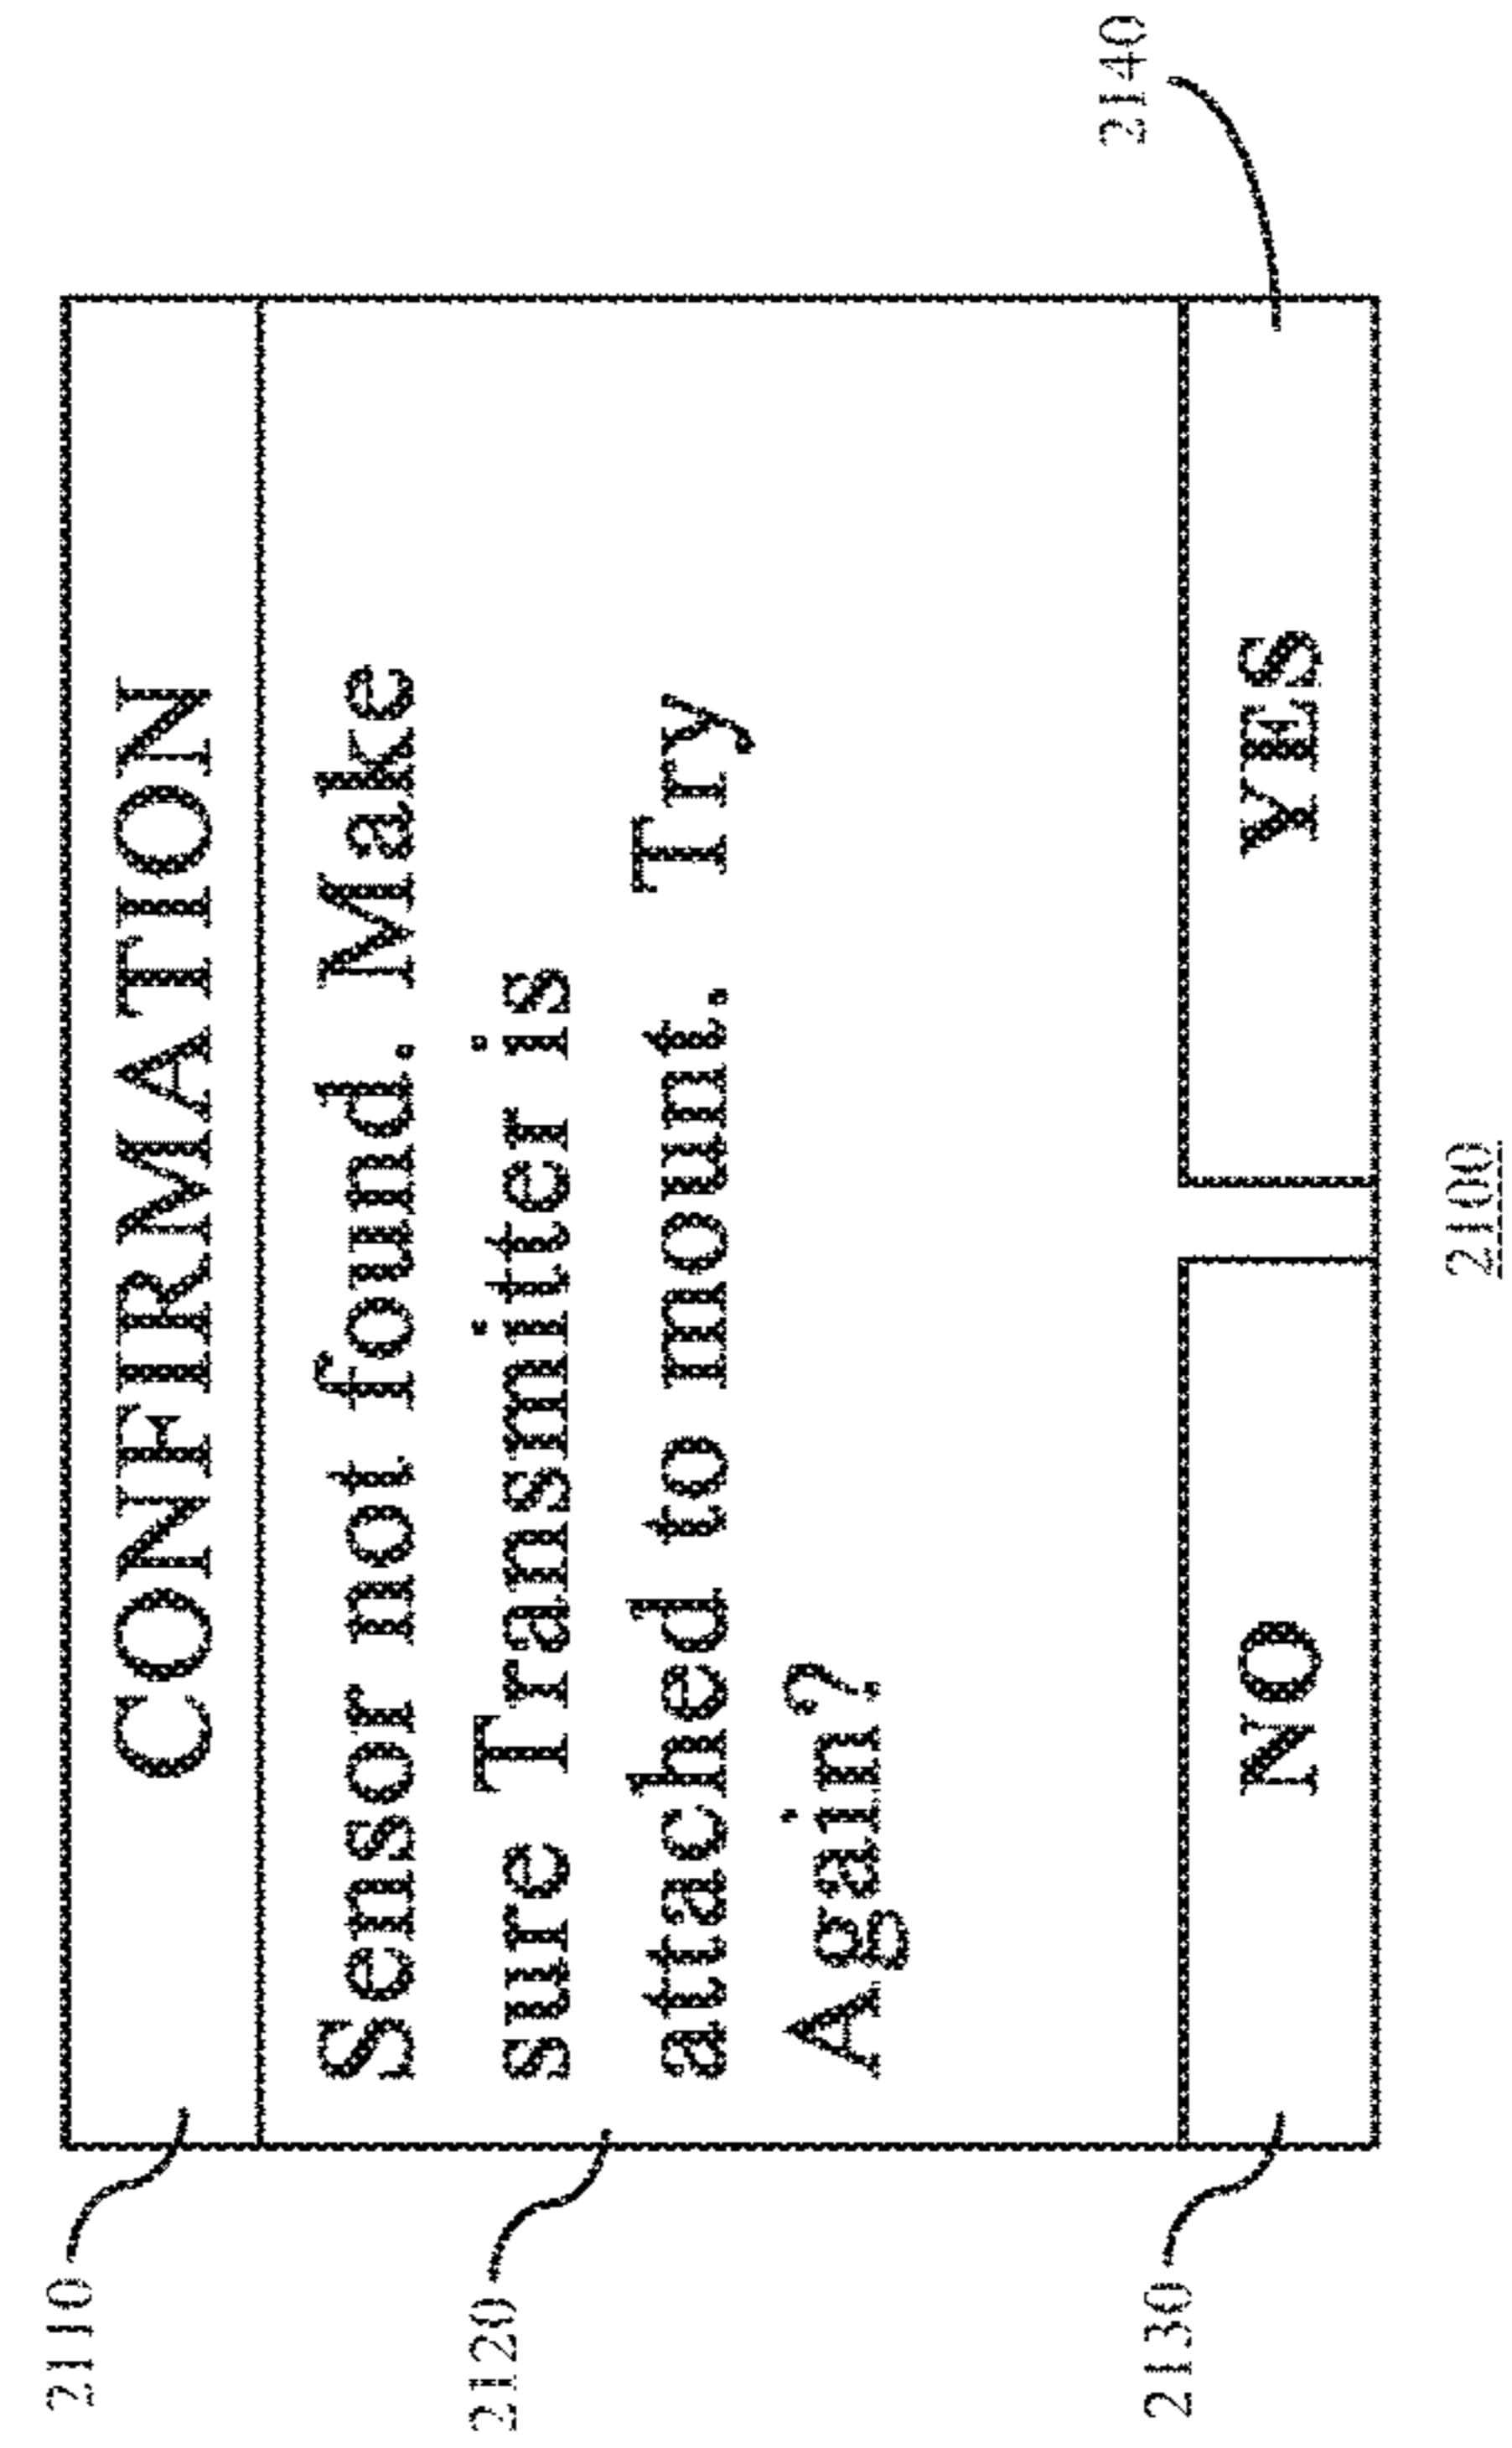 2110
CONFIRMATION
2120
Sensor not found. Make
sure Transmitter is
attached to mount. Try
Again?
2130
NO
YES
2140
2100